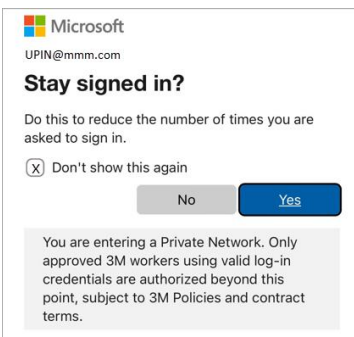 Microsoft
UPIN@mmm.com
Stay signed in?
Do this to reduce the number of times you are
asked to sign in.
X Don't show this again
No Yes
You are entering a Private Network. Only
approved 3M workers using valid log-in
credentials are authorized beyond this
point, subject to 3M Policies and contract
terms.